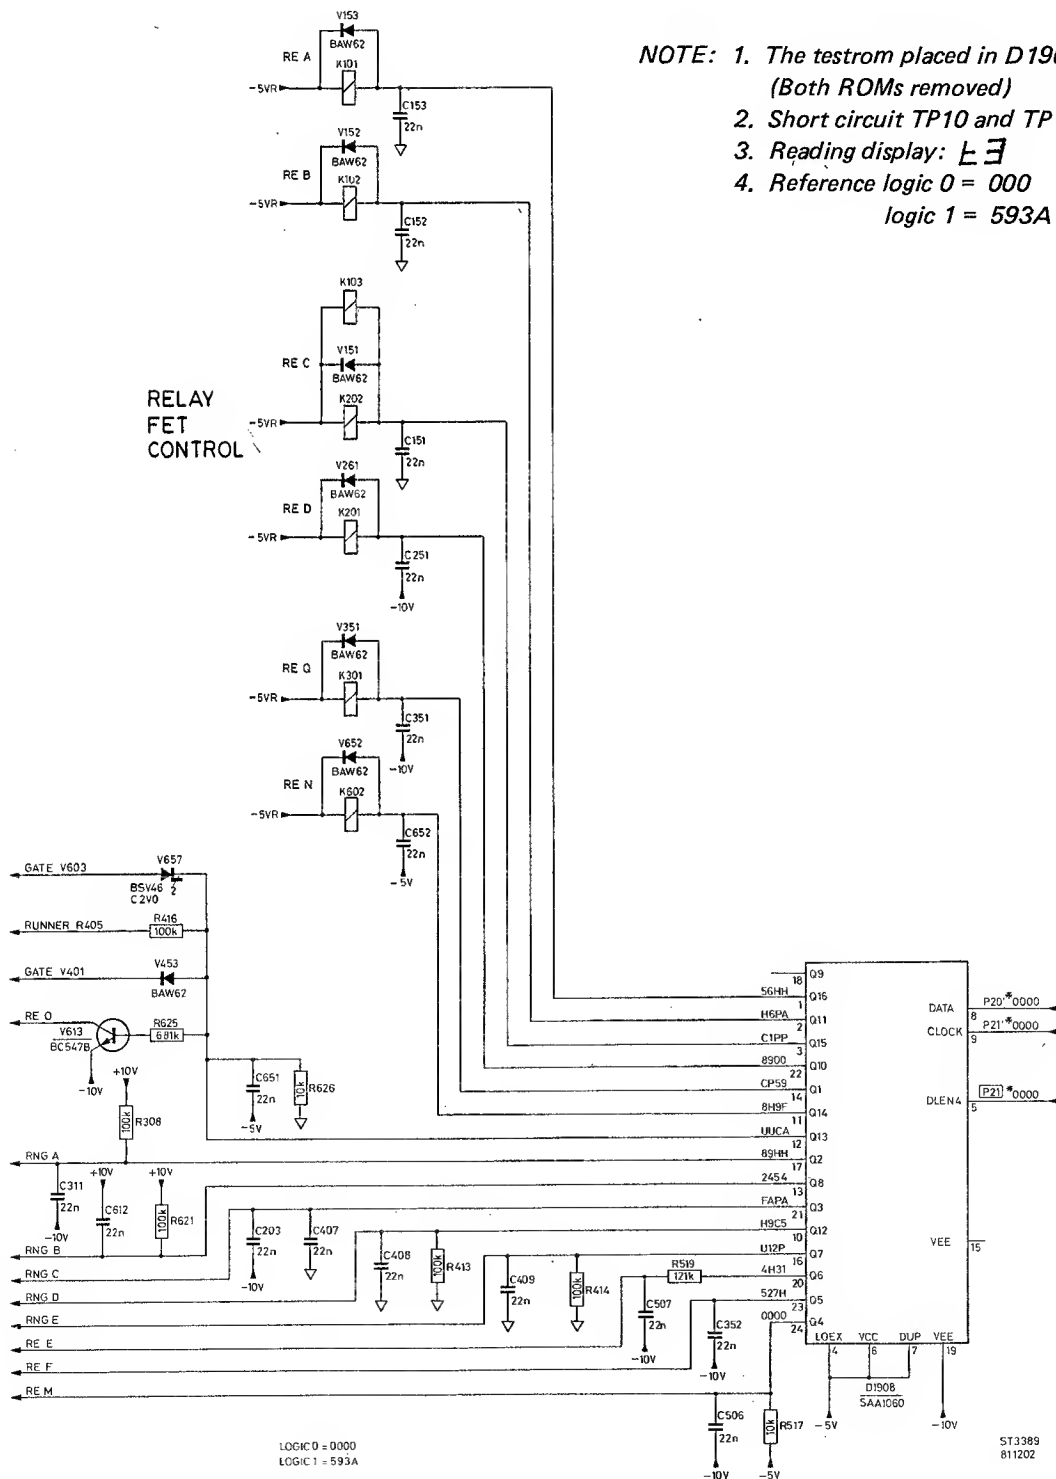 NOTE: 1. The testrom placed in D190
(Both ROMs removed)
2. Short circuit TP10 and TP
3. Reading display:
4. Reference logic 0 = 000
logic 1 = 593A
RELAY
FET
CONTROL
V153
BAW62
RE A
K101
-5VR
C153
22n
V152
BAW62
RE B
K102
-5VR
C152
22n
K103
V151
RE C
BAW62
K202
-5VR
C151
22n
V261
BAW62
RE D
K201
-5VR
C251
22n
-10V
V351
BAW62
RE Q
K301
-5VR
C351
22n
-10V
V652
BAW62
RE N
K602
-5VR
C652
22n
-5V
GATE V603
V657
BSV46
C2V0
2
RUNNER R405
R416
100k
GATE V401
V453
BAW62
RE O
V613
BC547B
R625
681k
-10V
+10V
C651
22n
-5V
R626
10k
R308
100k
RNG A
C311
22n
-10V
+10V
C612
22n
+10V
R621
100k
RNG B
RNG C
RNG D
RNG E
RE E
RE F
RE M
C203
22n
-10V
C407
22n
C408
22n
R413
100k
C409
22n
R414
100k
R519
121k
C507
22n
-10V
C352
22n
-10V
C506
22n
-10V
R517
10k
-5V
18 Q9
56HH 1 Q16
H6PA 2 Q11
C1PP 3 Q15
8900 22 Q10
CP59 14 Q1
8H9F 11 Q14
UUCA 12 Q13
89HH 17 Q2
2454 13 Q8
FAPA 21 Q3
H9C5 10 Q12
U12P 16 Q7
4H31 20 Q6
527H 23 Q5
0000 24 Q4
DATA 8 P20'*0000
CLOCK 9 P21'*0000
DLEN4 5 P21 *0000
VEE 15
LOEX VCC DUP VEE
4 6 7 19
D1908
SAA1060
-5V
-10V
LOGIC 0 = 0000
LOGIC 1 = 593A
ST3389
811202